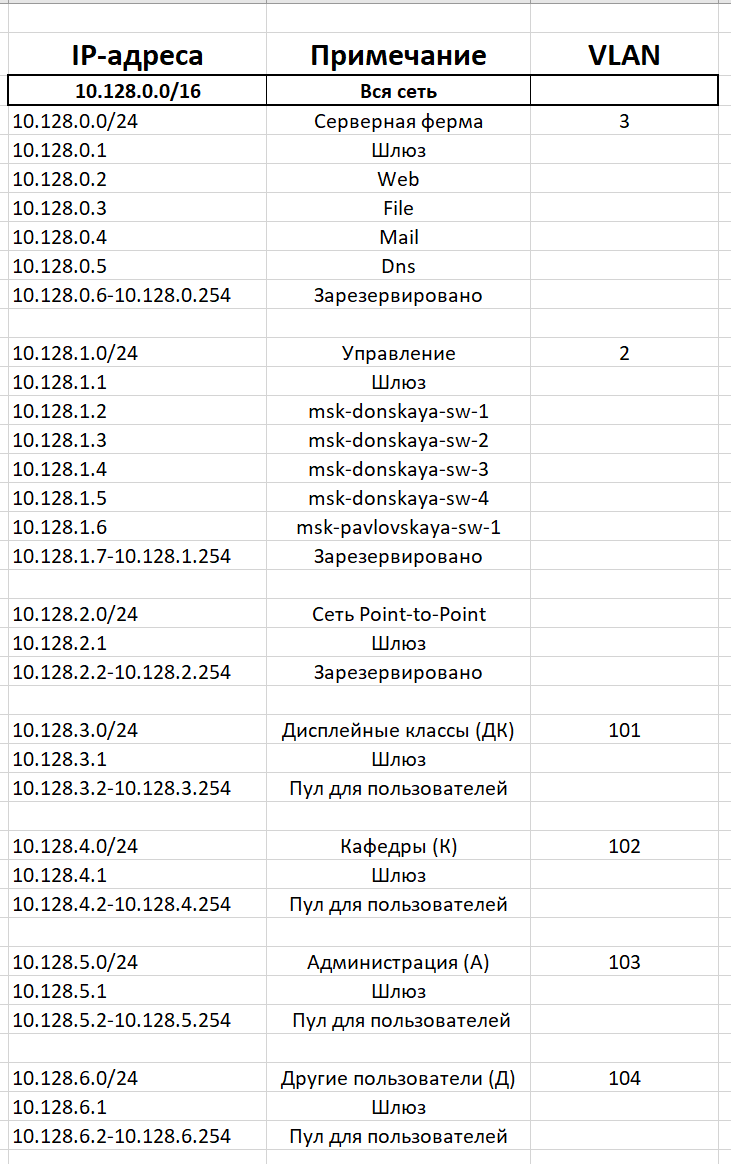 IP-адреса Примечание VLAN
10.128.0.0/16 Вся сеть
10.128.0.0/24 Серверная ферма 3
10.128.0.1 Шлюз
10.128.0.2 Web
10.128.0.3 File
10.128.0.4 Mail
10.128.0.5 Dns
10.128.0.6-10.128.0.254 Зарезервировано
10.128.1.0/24 Управление 2
10.128.1.1 Шлюз
10.128.1.2 msk-donskaya-sw-1
10.128.1.3 msk-donskaya-sw-2
10.128.1.4 msk-donskaya-sw-3
10.128.1.5 msk-donskaya-sw-4
10.128.1.6 msk-pavlovskaya-sw-1
10.128.1.7-10.128.1.254 Зарезервировано
10.128.2.0/24 Сеть Point-to-Point
10.128.2.1 Шлюз
10.128.2.2-10.128.2.254 Зарезервировано
10.128.3.0/24 Дисплейные классы (ДК) 101
10.128.3.1 Шлюз
10.128.3.2-10.128.3.254 Пул для пользователей
10.128.4.0/24 Кафедры (К) 102
10.128.4.1 Шлюз
10.128.4.2-10.128.4.254 Пул для пользователей
10.128.5.0/24 Администрация (А) 103
10.128.5.1 Шлюз
10.128.5.2-10.128.5.254 Пул для пользователей
10.128.6.0/24 Другие пользователи (Д) 104
10.128.6.1 Шлюз
10.128.6.2-10.128.6.254 Пул для пользователей